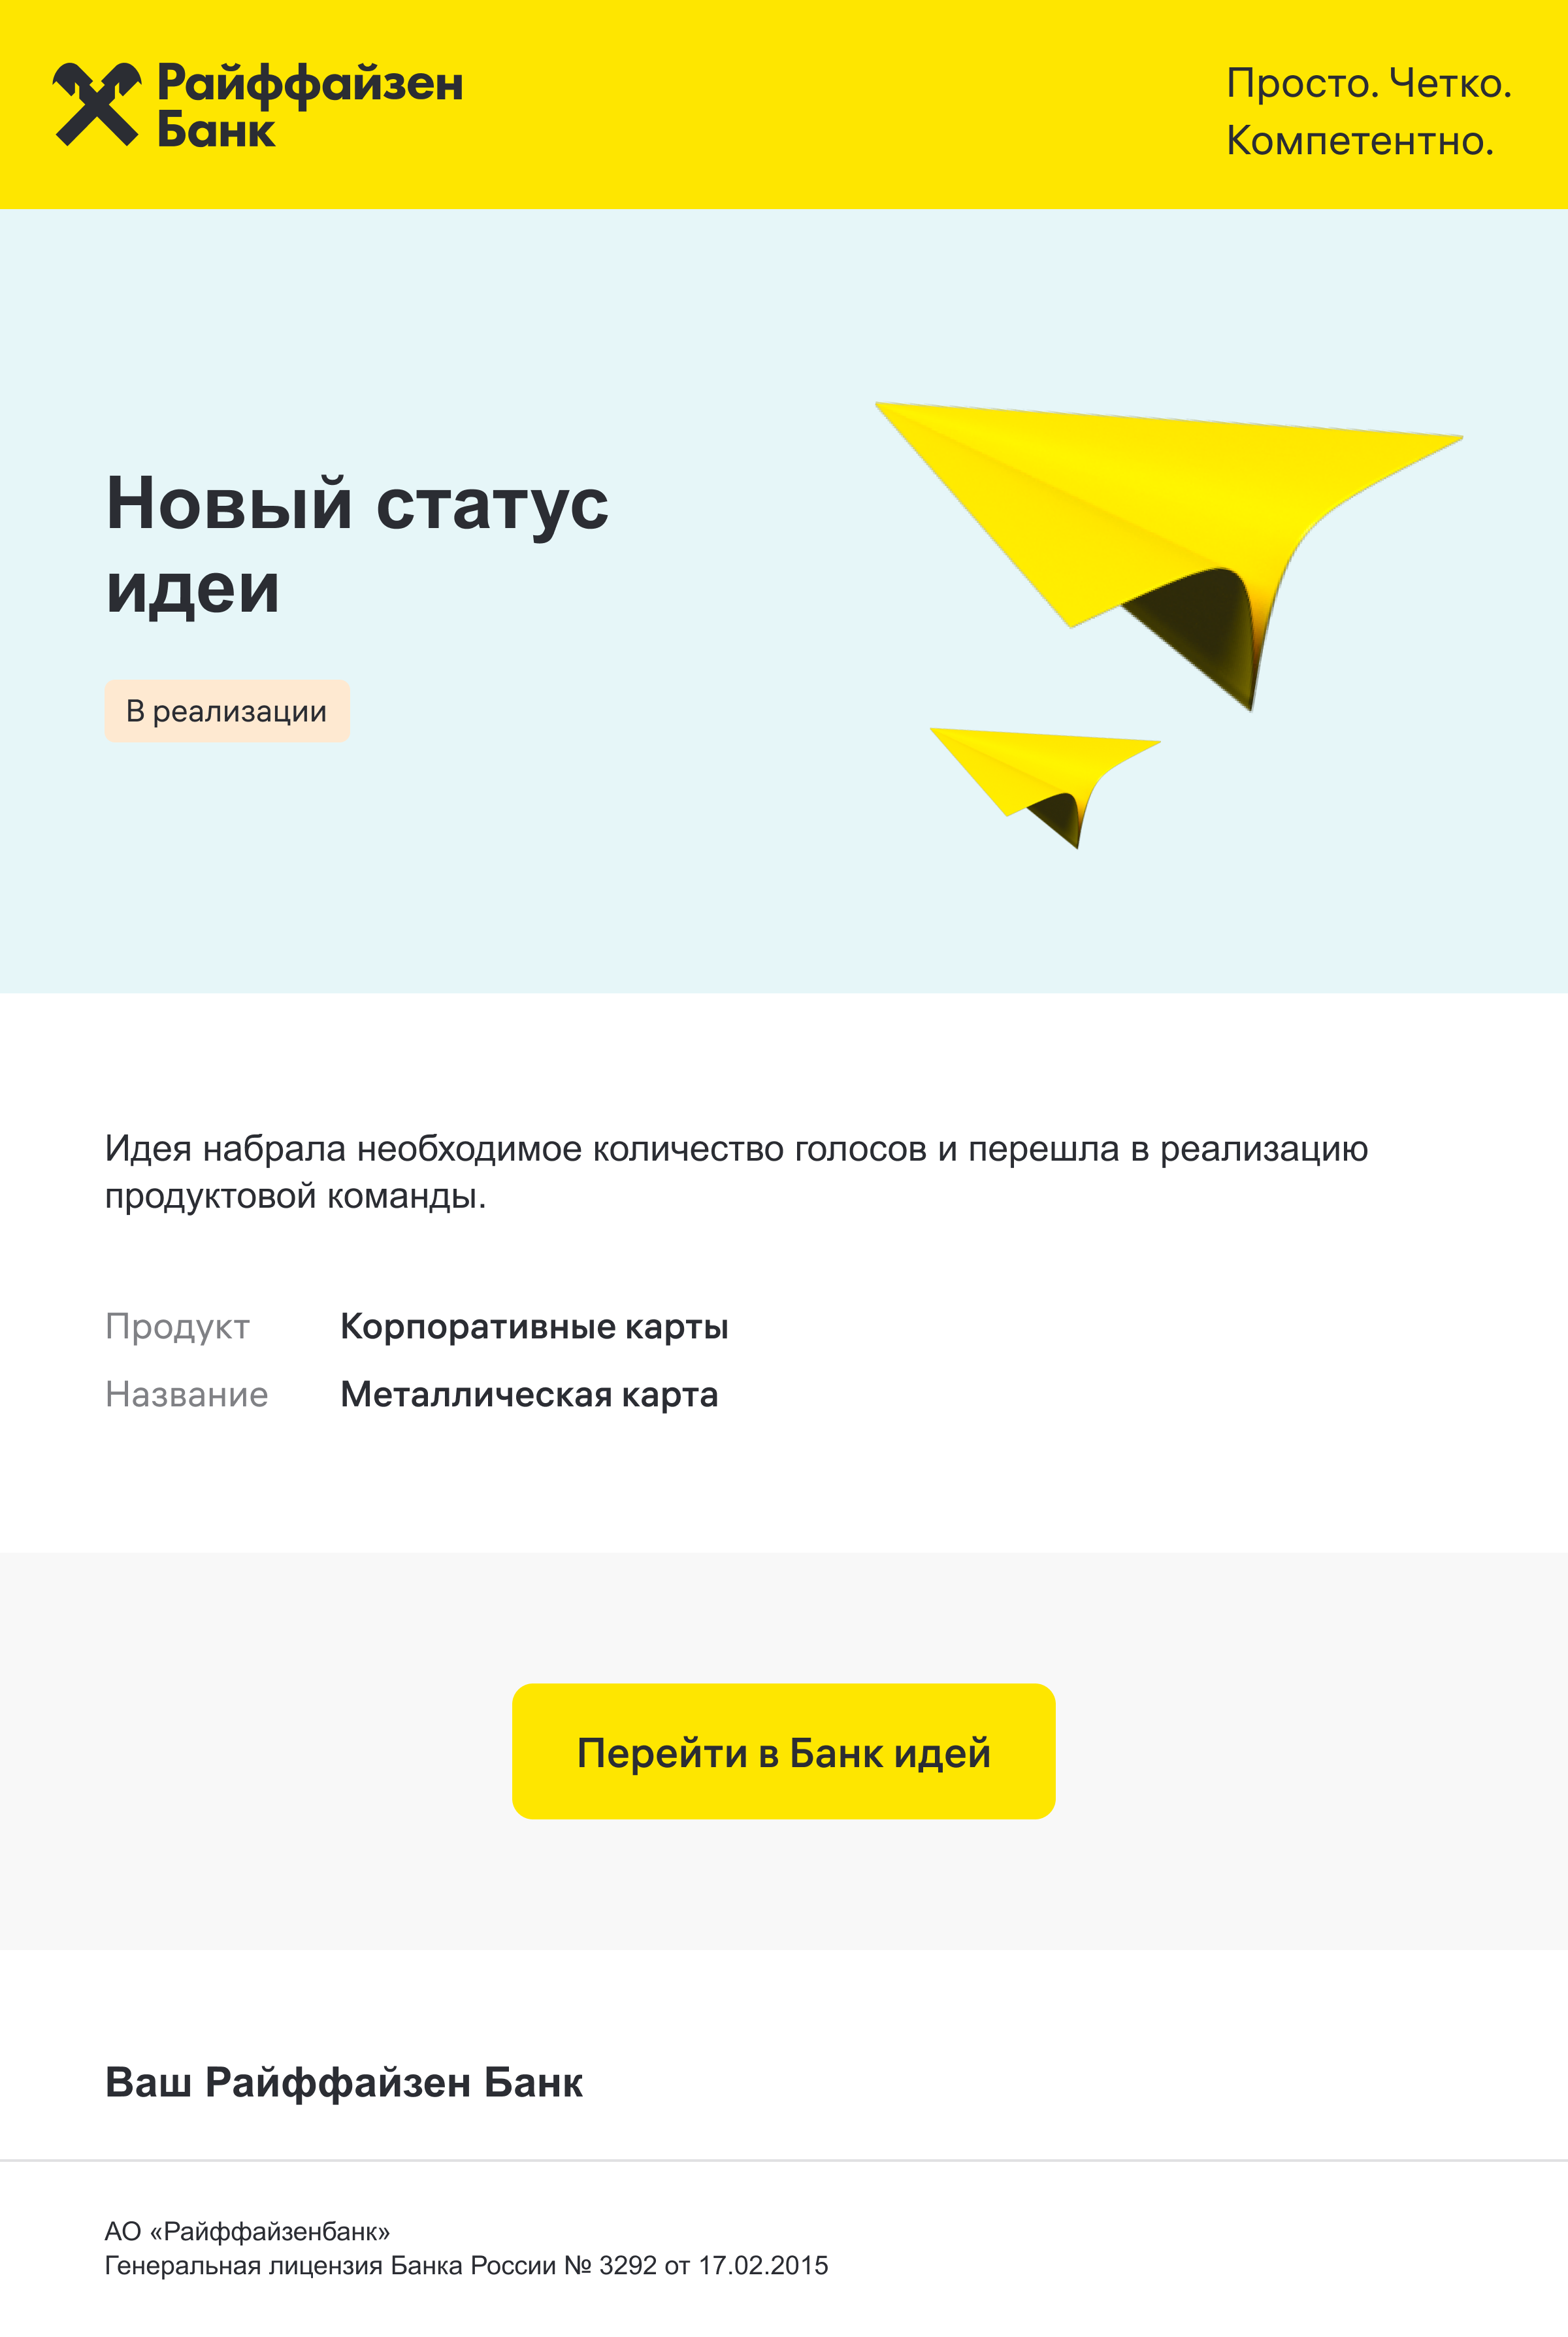 Райффайзен
Банк
Просто. Четко.
Компетентно.
Новый статус
идеи
В реализации
Идея набрала необходимое количество голосов и перешла в реализацию
продуктовой команды.
Продукт Корпоративные карты
Название Металлическая карта
Перейти в Банк идей
Ваш Райффайзен Банк
АО «Райффайзенбанк»
Генеральная лицензия Банка России № 3292 от 17.02.2015